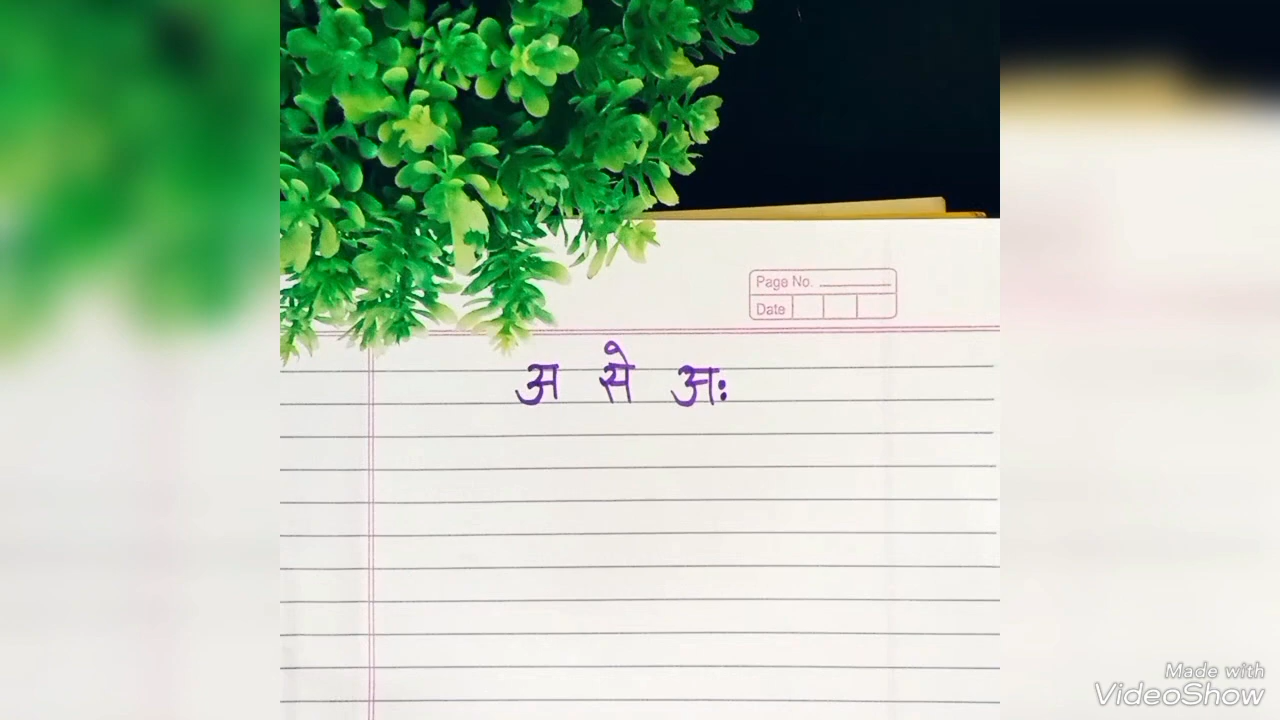 Page No.
Date
अ से अः
Made with
VideoShow